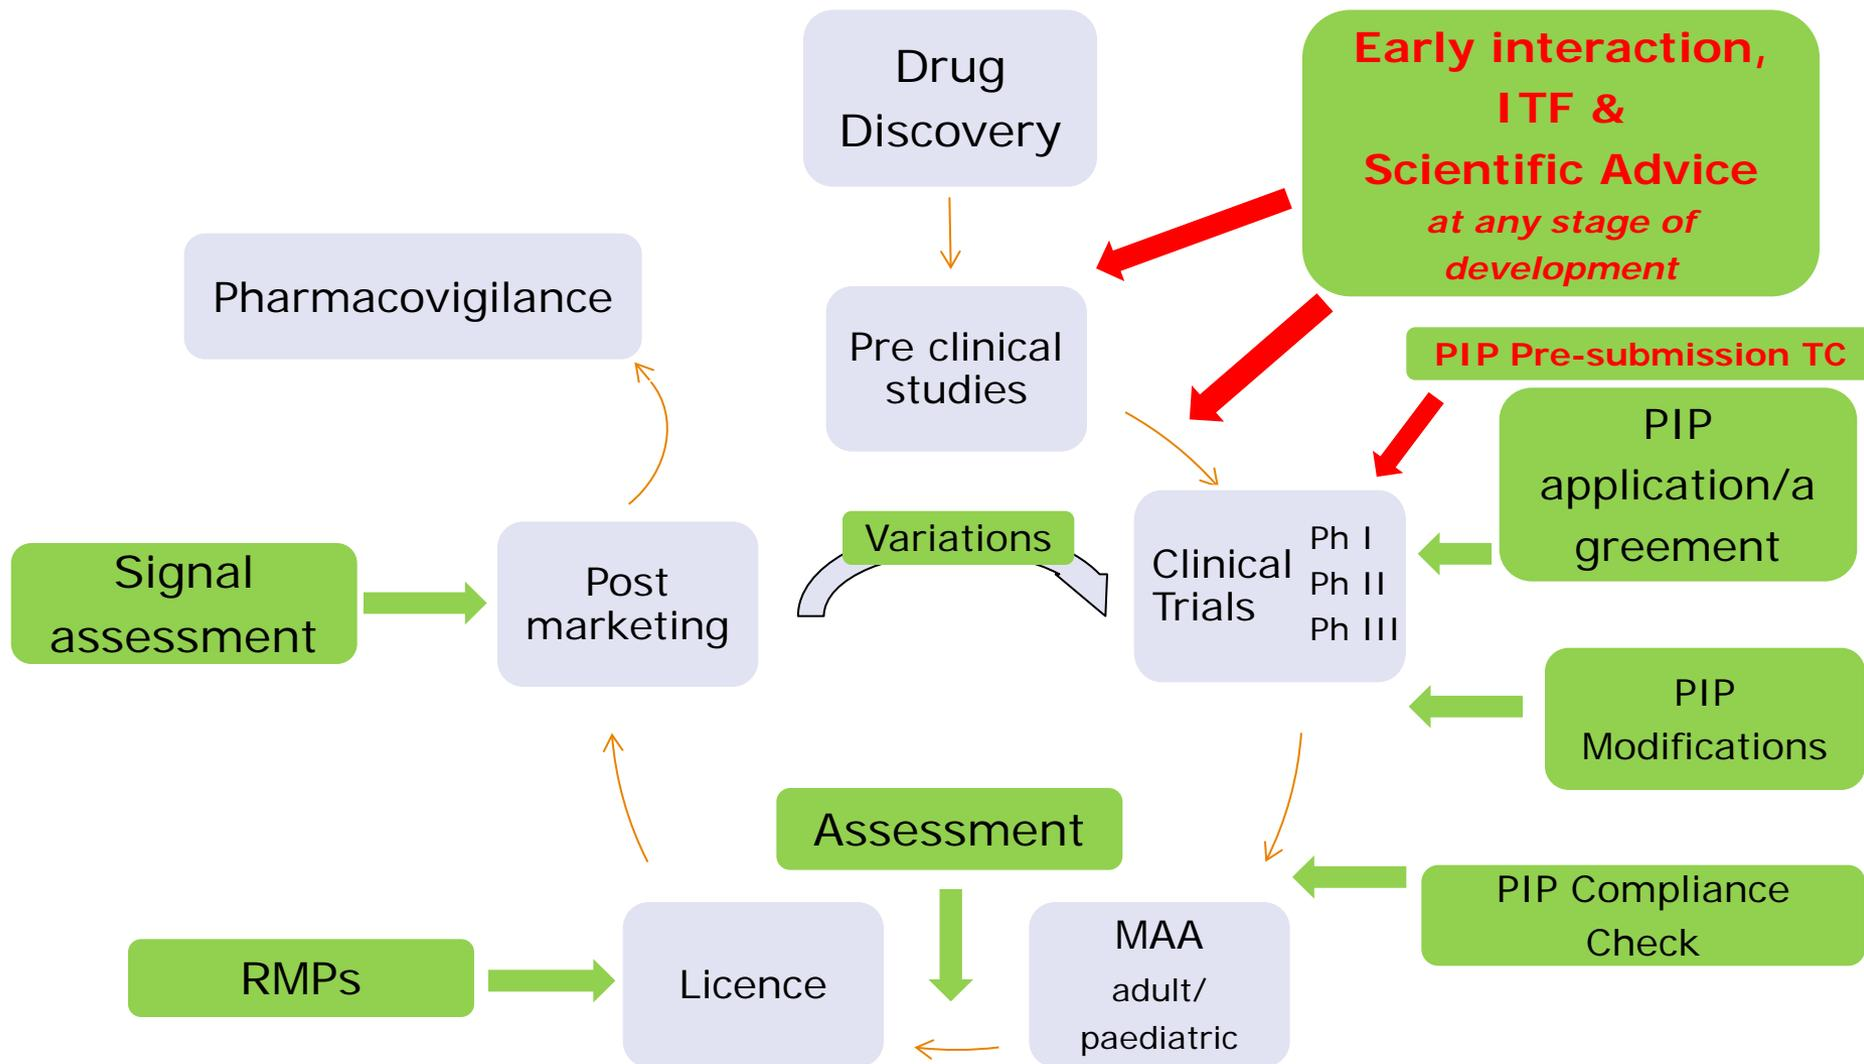 Drug
Discovery
Early interaction,
ITF &
Scientific Advice
at any stage of
development
Pharmacovigilance
Pre clinical
studies
PIP Pre-submission TC
PIP
application/a
greement
Variations
Clinical
Trials
Ph I
Ph II
Ph III
Signal
assessment
Post
marketing
PIP
Modifications
Assessment
PIP Compliance
Check
RMPs
Licence
MAA
adult/
paediatric